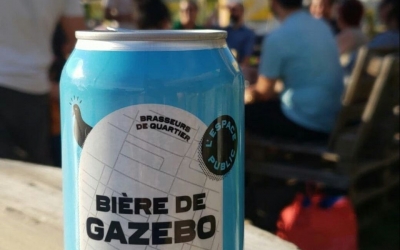 BRASSEURS
DE QUARTIER
L'ESPACE
PUBLIC
BIÈRE DE
GAZEBO